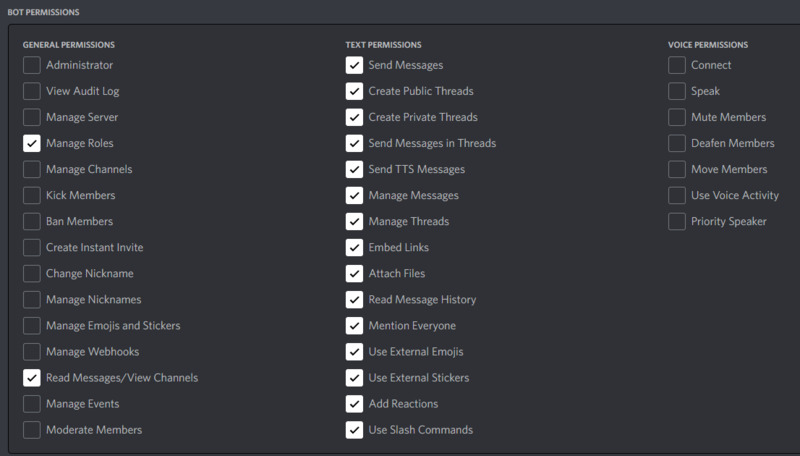 BOT PERMISSIONS
GENERAL PERMISSIONS
Administrator
View Audit Log
Manage Server
Manage Roles
Manage Channels
Kick Members
Ban Members
Create Instant Invite
Change Nickname
Manage Nicknames
Manage Emojis and Stickers
Manage Webhooks
Read Messages/View Channels
Manage Events
Moderate Members
TEXT PERMISSIONS
Send Messages
Create Public Threads
Create Private Threads
Send Messages in Threads
Send TTS Messages
Manage Messages
Manage Threads
Embed Links
Attach Files
Read Message History
Mention Everyone
Use External Emojis
Use External Stickers
Add Reactions
Use Slash Commands
VOICE PERMISSIONS
Connect
Speak
Mute Members
Deafen Members
Move Members
Use Voice Activity
Priority Speaker